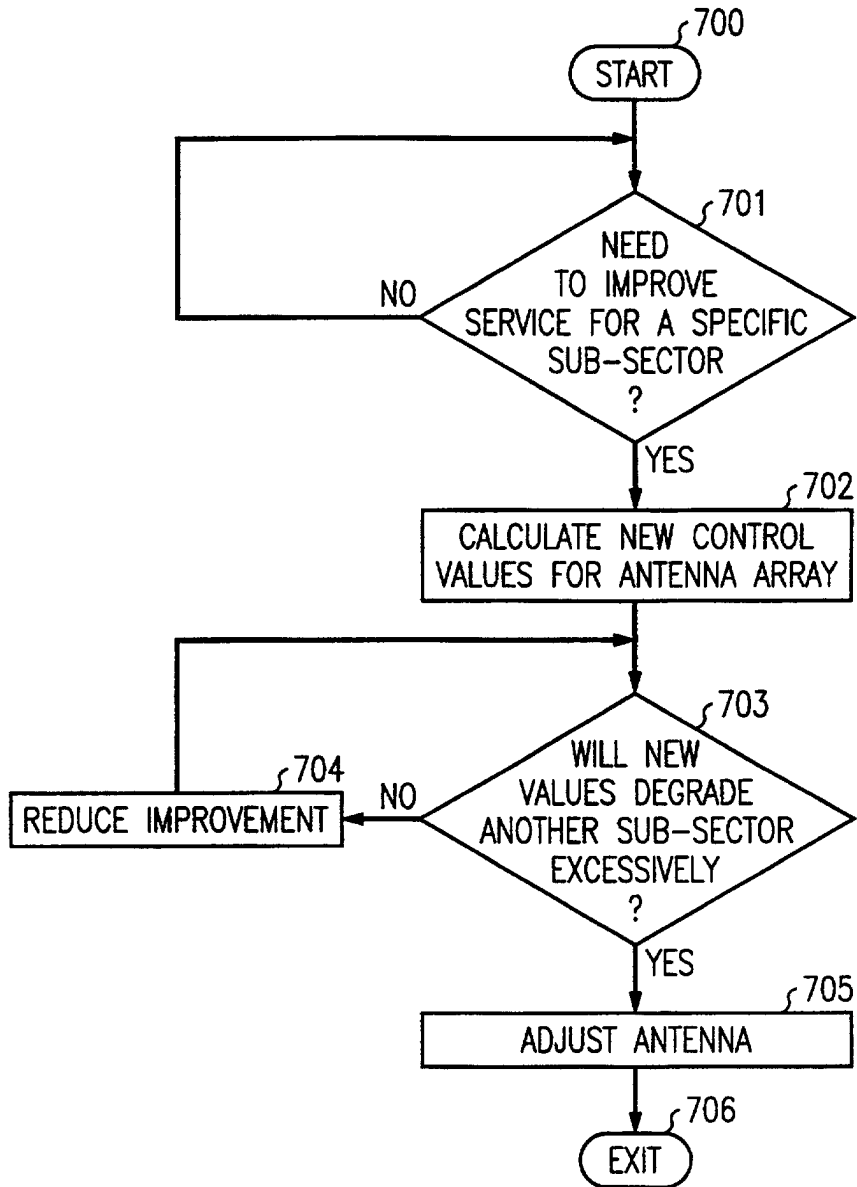 700
START
701
NEED
TO IMPROVE
SERVICE FOR A SPECIFIC
SUB-SECTOR
?
NO
YES
702
CALCULATE NEW CONTROL
VALUES FOR ANTENNA ARRAY
703
WILL NEW
VALUES DEGRADE
ANOTHER SUB-SECTOR
EXCESSIVELY
?
NO
704
REDUCE IMPROVEMENT
YES
705
ADJUST ANTENNA
706
EXIT